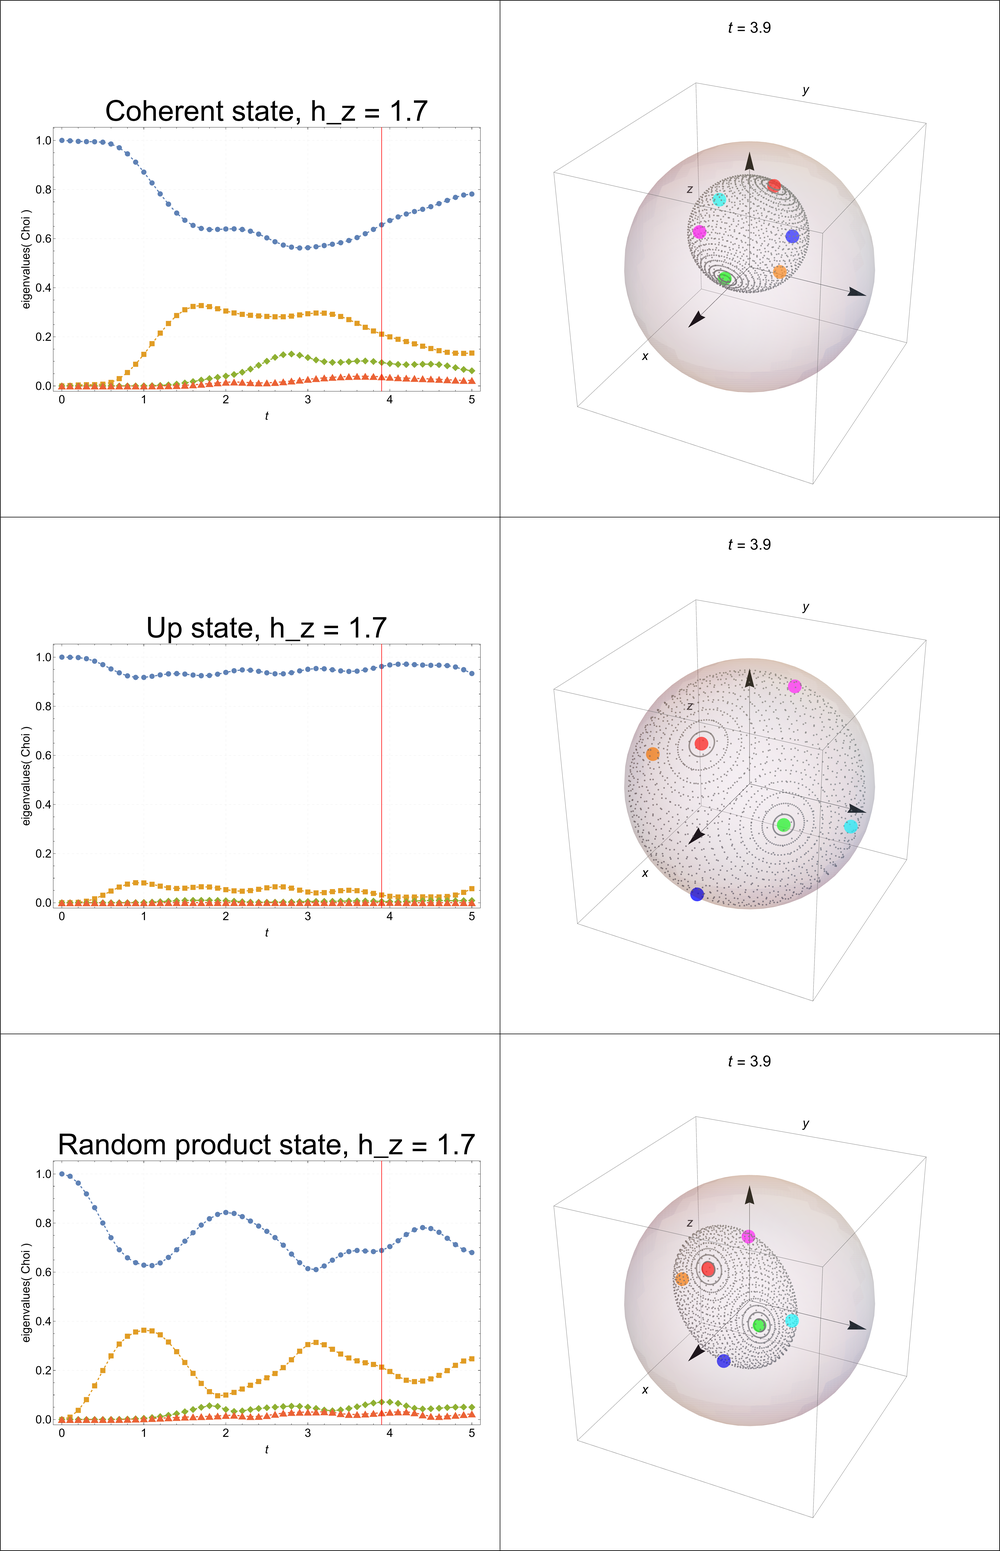 t = 3.9
Coherent state, h_z = 1.7
eigenvalues( Choi )
1.0
0.8
0.6
0.4
0.2
0.0
0 1 2 3 4 5
t
y
z
x
t = 3.9
Up state, h_z = 1.7
eigenvalues( Choi )
1.0
0.8
0.6
0.4
0.2
0.0
0 1 2 3 4 5
t
y
z
x
t = 3.9
Random product state, h_z = 1.7
eigenvalues( Choi )
1.0
0.8
0.6
0.4
0.2
0.0
0 1 2 3 4 5
t
y
z
x